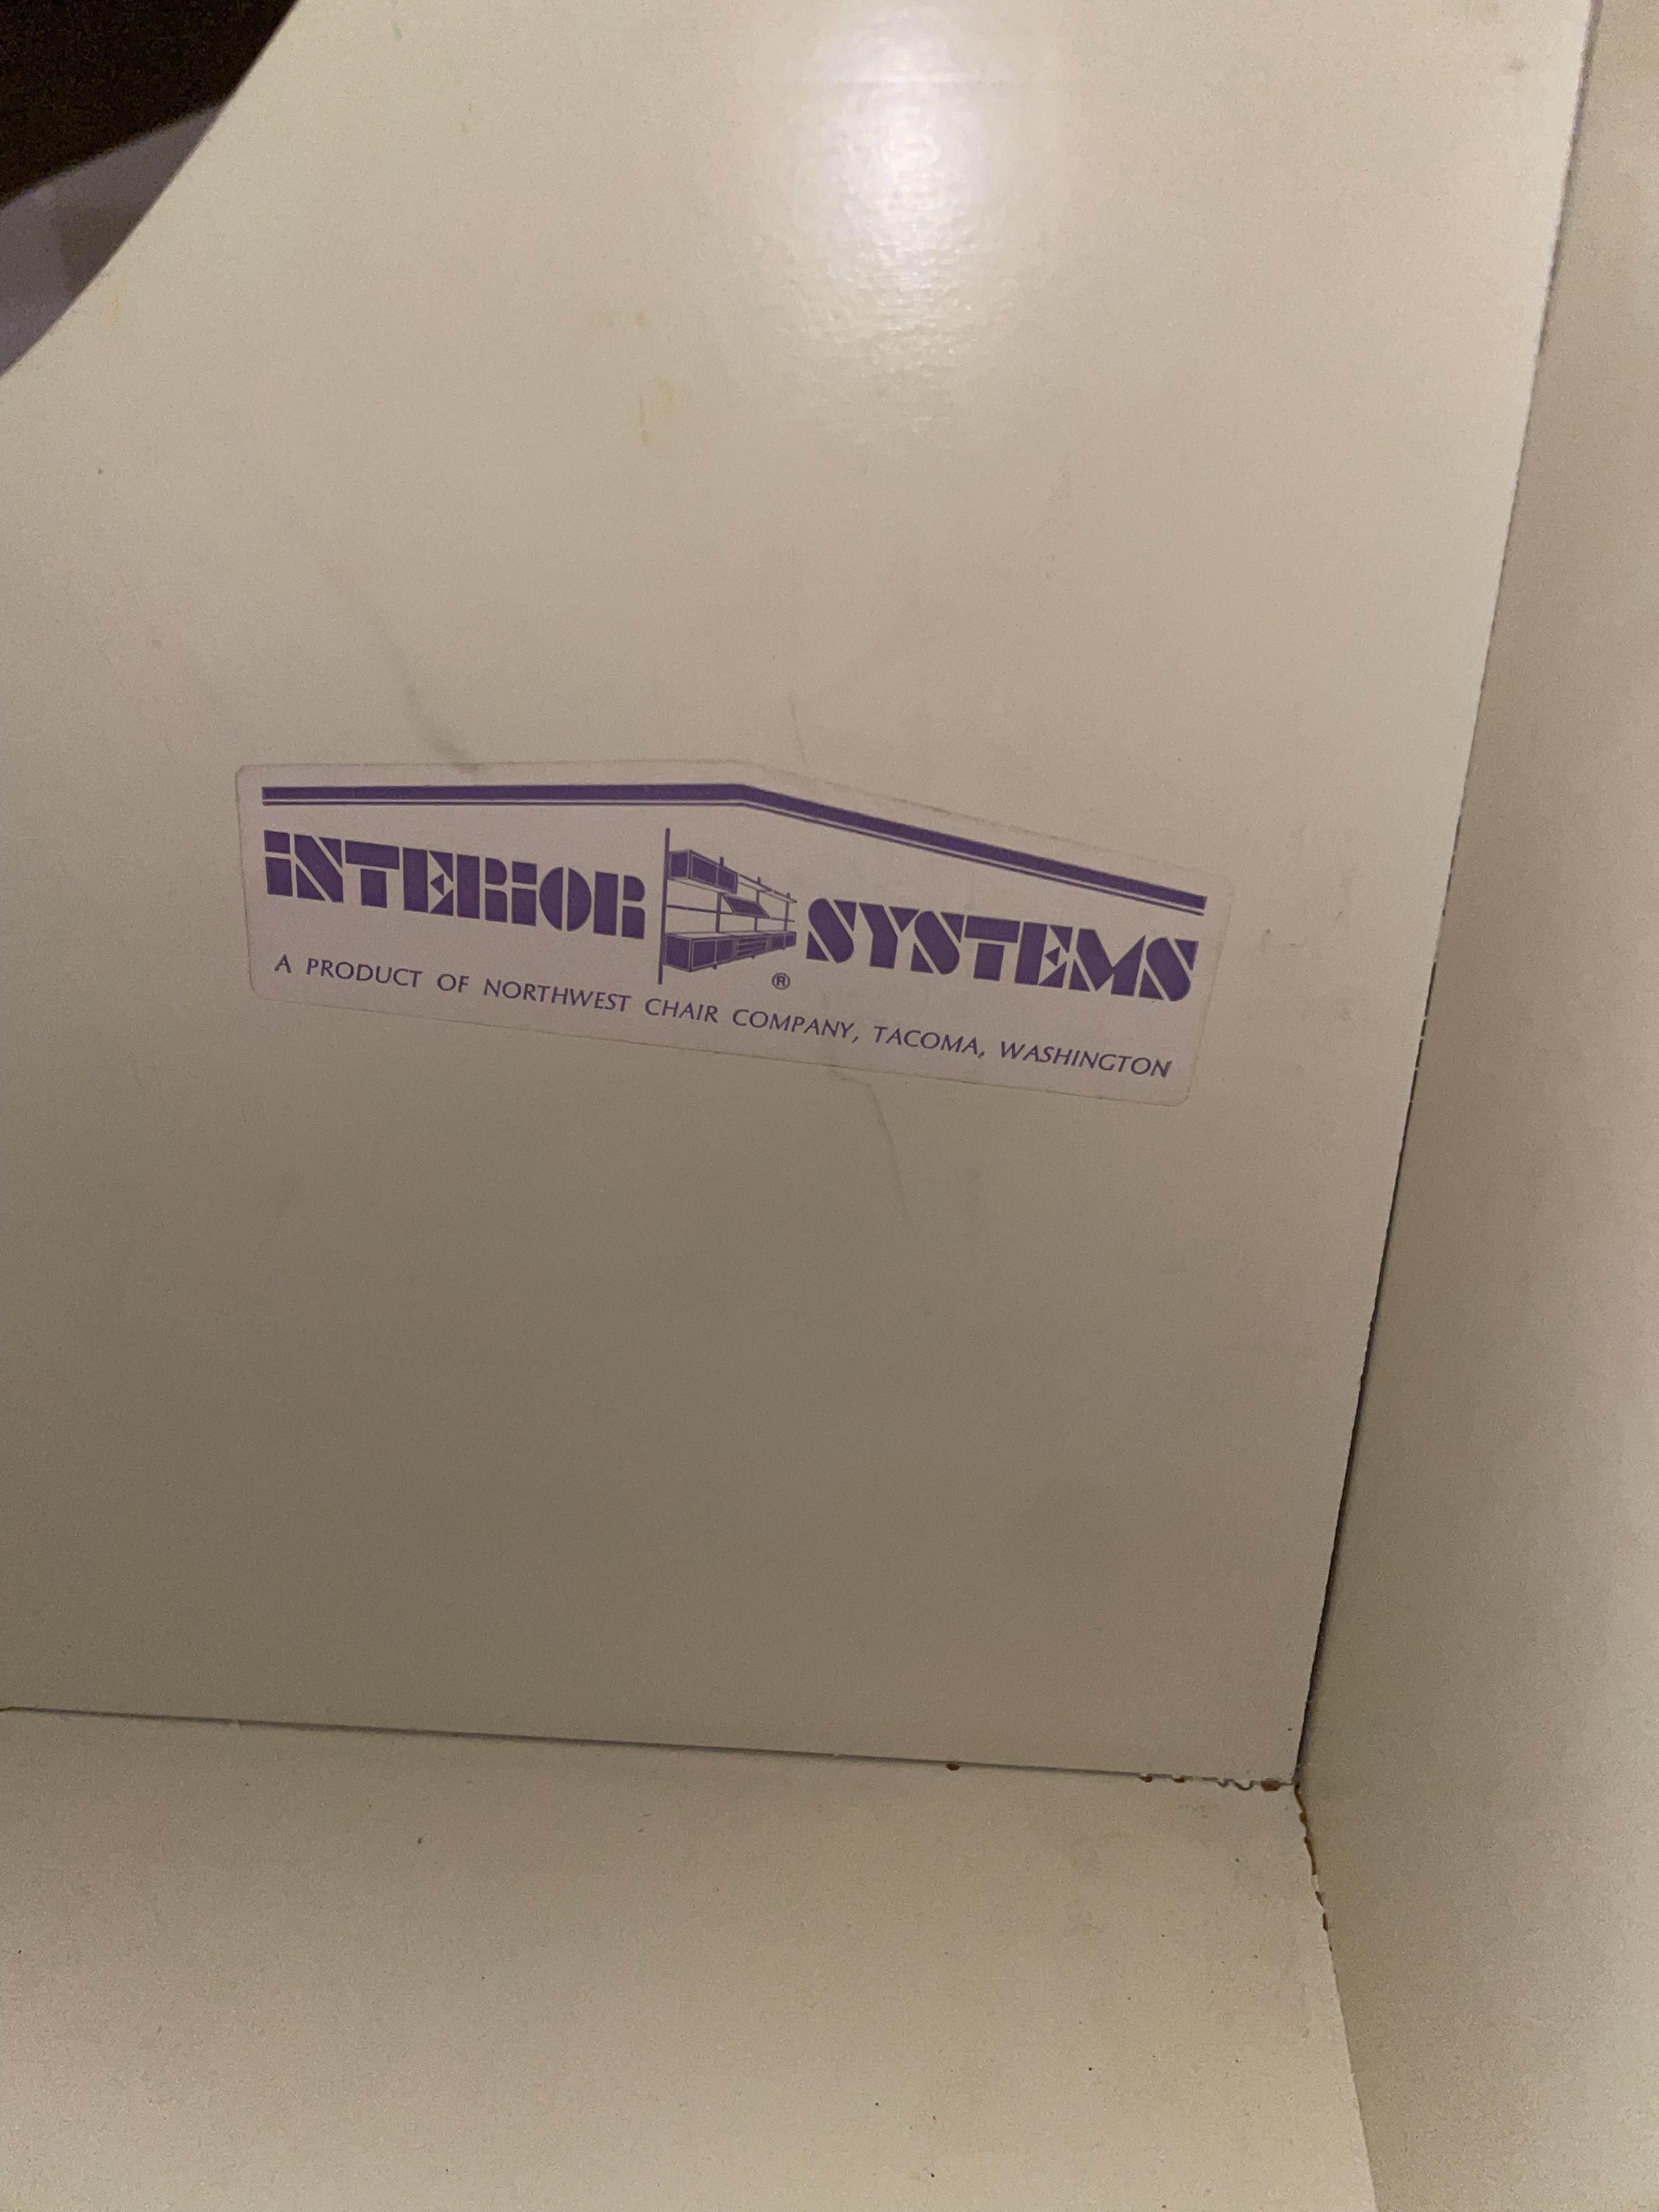 iNTERiOR SYSTEMS
®
A PRODUCT OF NORTHWEST CHAIR COMPANY, TACOMA, WASHINGTON